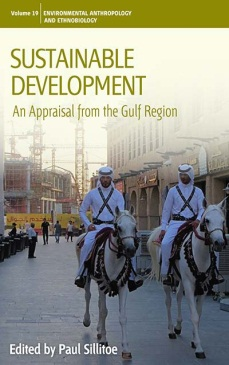 Volume 19
ENVIRONMENTAL ANTHROPOLOGY
AND ETHNOBIOLOGY
SUSTAINABLE
DEVELOPMENT
An Appraisal from the Gulf Region
Edited by Paul Sillitoe